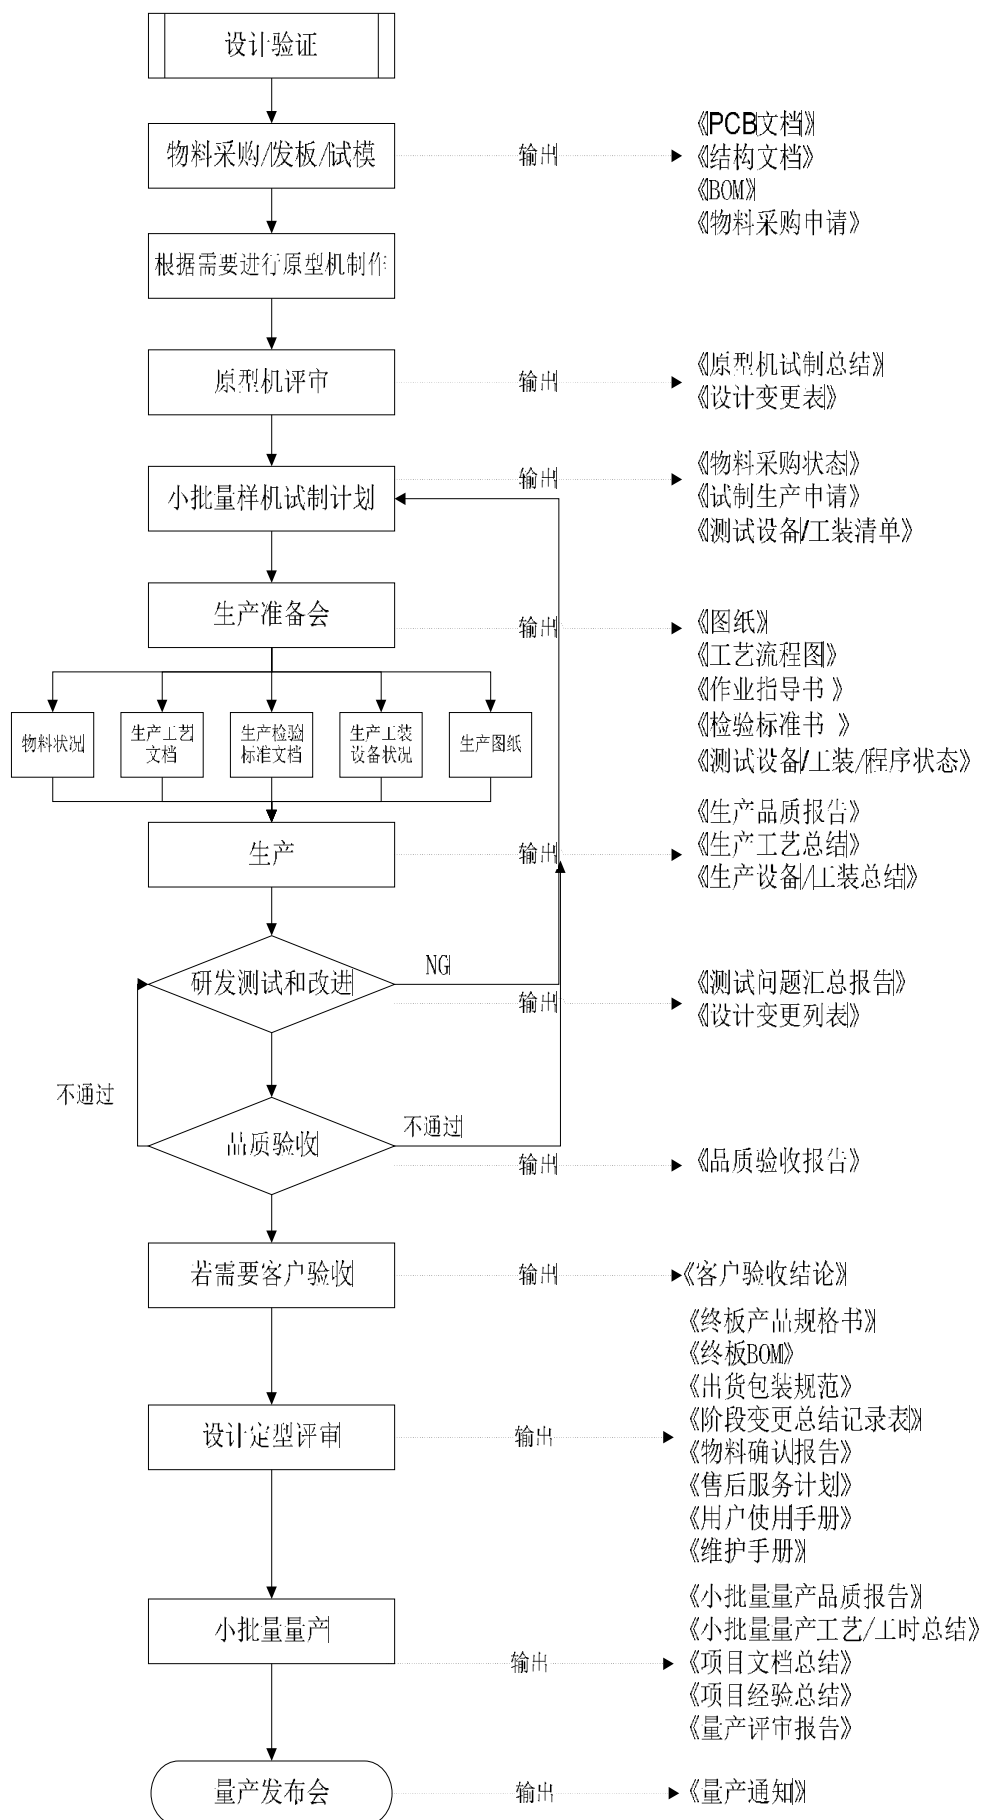 设计验证
物料采购/发板/试模
输出
《PCB文档》
《结构文档》
《BOM》
《物料采购申请》
根据需要进行原型机制作
原型机评审
输出
《原型机试制总结》
《设计变更表》
小批量样机试制计划
输出
《物料采购状态》
《试制生产申请》
《测试设备/工装清单》
生产准备会
输出
《图纸》
《工艺流程图》
《作业指导书 》
《检验标准书 》
《测试设备/工装/程序状态》
物料状况
生产工艺
文档
生产检验
标准文档
生产工装
设备状况
生产图纸
生产
输出
《生产品质报告》
《生产工艺总结》
《生产设备/工装总结》
研发测试和改进
NG
输出
《测试问题汇总报告》
《设计变更列表》
不通过
品质验收
不通过
输出
《品质验收报告》
若需要客户验收
输出
《客户验收结论》
设计定型评审
输出
《终板产品规格书》
《终板BOM》
《出货包装规范》
《阶段变更总结记录表》
《物料确认报告》
《售后服务计划》
《用户使用手册》
《维护手册》
小批量量产
输出
《小批量量产品质报告》
《小批量量产工艺/工时总结》
《项目文档总结》
《项目经验总结》
《量产评审报告》
量产发布会
输出
《量产通知》